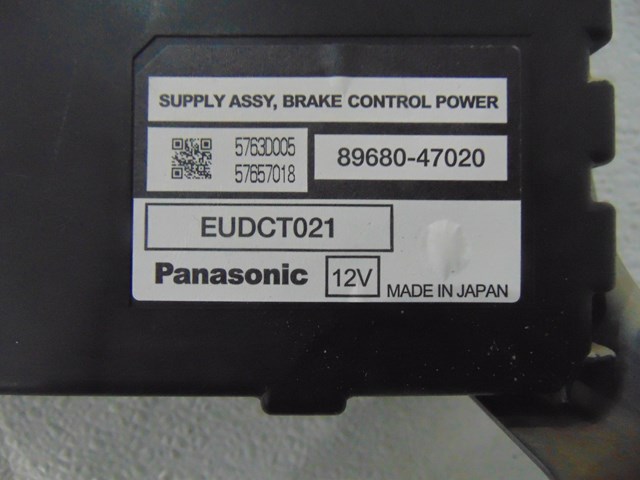 SUPPLY ASSY, BRAKE CONTROL POWER
5763D005
57657018
89680-47020
EUDCT021
Panasonic 12V MADE IN JAPAN